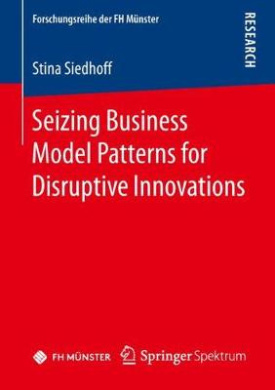 Forschungsreihe der FH Münster
RESEARCH
Stina Siedhoff
Seizing Business
Model Patterns for
Disruptive Innovations
FH MÜNSTER
Springer Spektrum